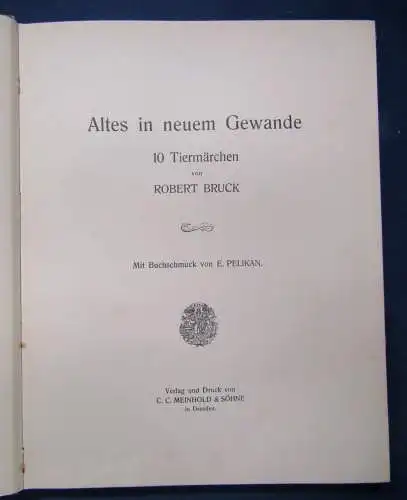 Altes in neuem Gewande
10 Tiermärchen
von
ROBERT BRUCK
Mit Buchschmuck von E. PELIKAN.
Verlag und Druck von
C. C. MEINHOLD & SÖHNE
in Dresden.